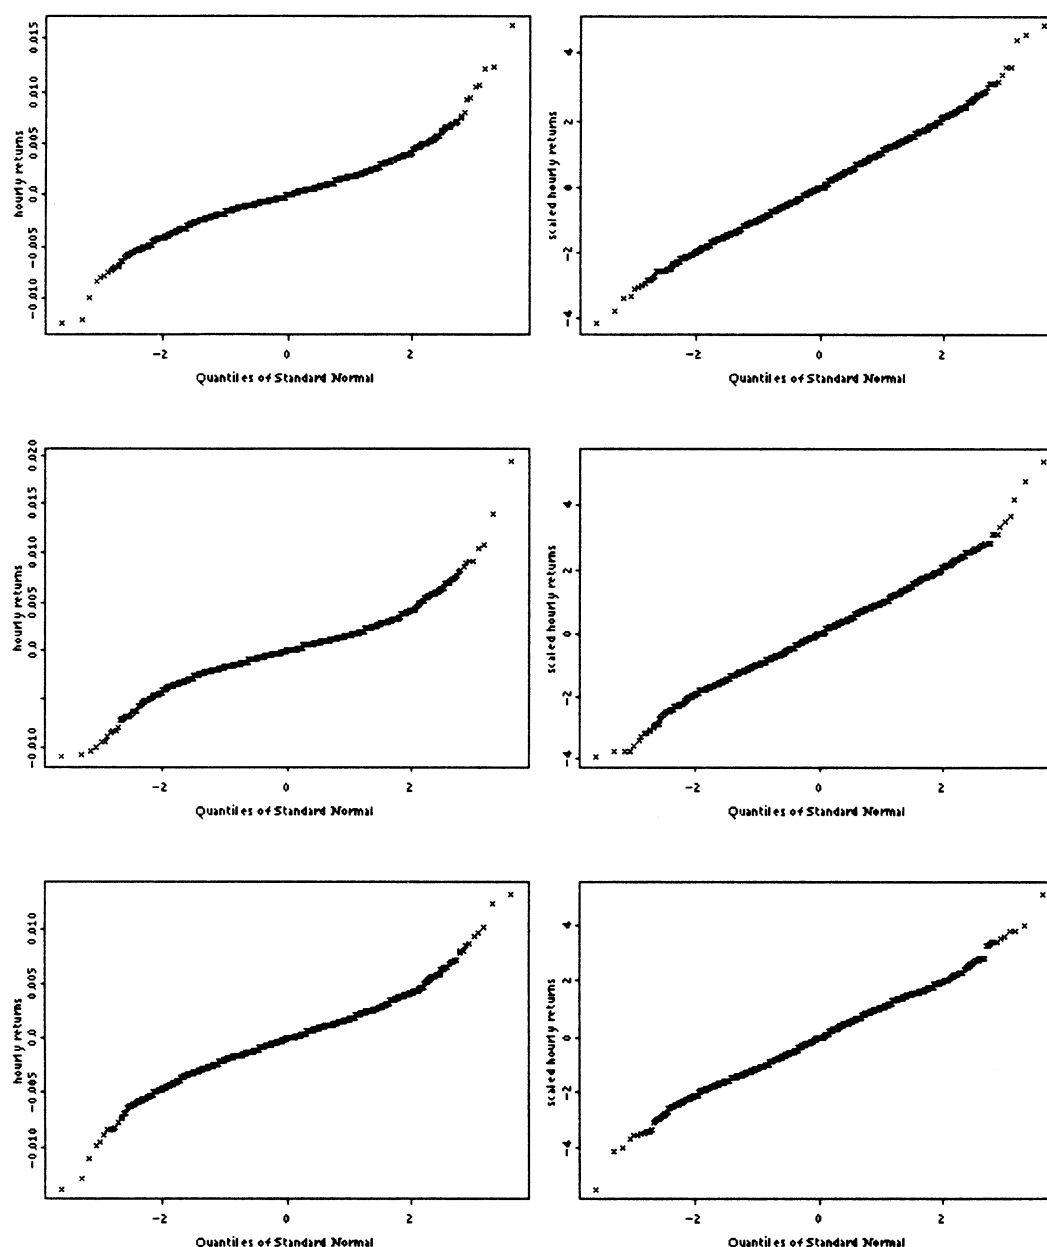 hourly returns
0.015
0.010
0.005
0.0
-0.005
-0.010
-2 0 2
Quantiles of Standard Normal
scaled hourly returns
4
2
0
-2
-4
-2 0 2
Quantiles of Standard Normal
hourly returns
0.020
0.015
0.010
0.005
0.0
-0.010
-2 0 2
Quantiles of Standard Normal
scaled hourly returns
4
2
0
-2
-4
-2 0 2
Quantiles of Standard Normal
hourly returns
0.010
0.005
0.0
-0.005
-0.010
-2 0 2
Quantiles of Standard Normal
scaled hourly returns
4
2
0
-2
-4
-2 0 2
Quantiles of Standard Normal